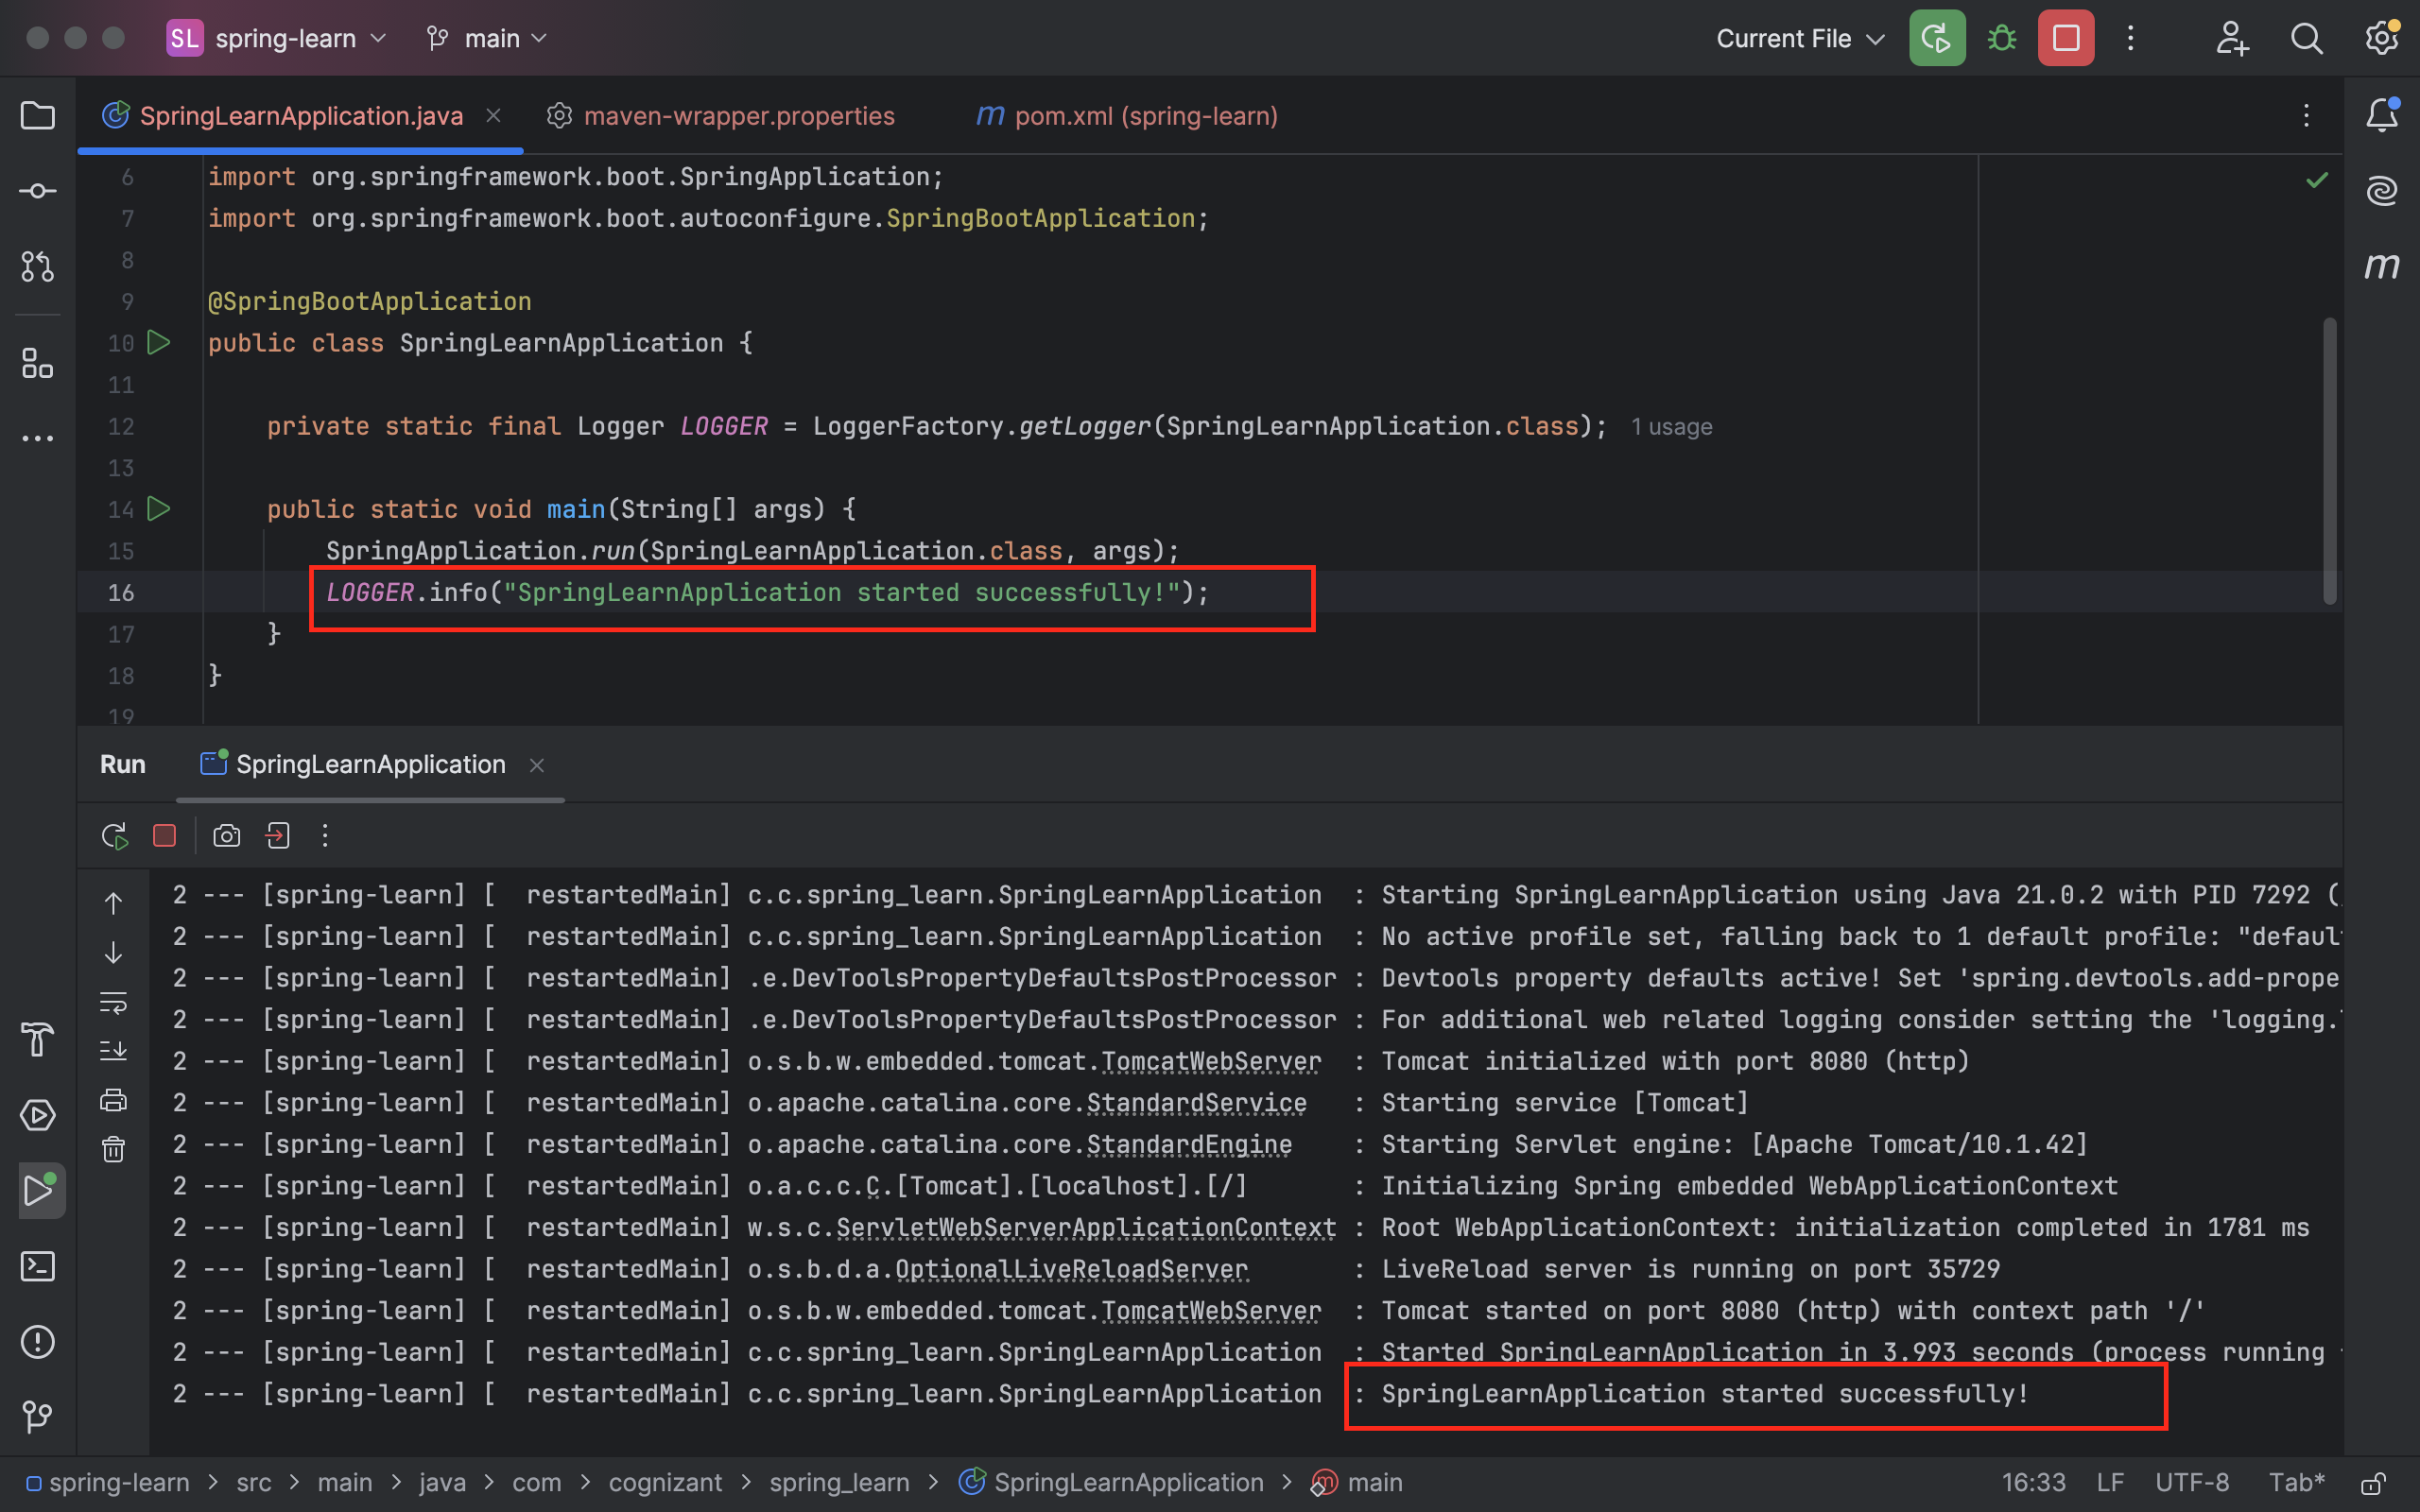 SL spring-learn main Current File
SpringLearnApplication.java maven-wrapper.properties m pom.xml (spring-learn)
6 import org.springframework.boot.SpringApplication;
7 import org.springframework.boot.autoconfigure.SpringBootApplication;
8
9 @SpringBootApplication
10 public class SpringLearnApplication {
11
12 private static final Logger LOGGER = LoggerFactory.getLogger(SpringLearnApplication.class); 1 usage
13
14 public static void main(String[] args) {
15 SpringApplication.run(SpringLearnApplication.class, args);
16 LOGGER.info("SpringLearnApplication started successfully!");
17 }
18 }
19
Run SpringLearnApplication
2 --- [spring-learn] [ restartedMain] c.c.spring_learn.SpringLearnApplication : Starting SpringLearnApplication using Java 21.0.2 with PID 7292 (
2 --- [spring-learn] [ restartedMain] c.c.spring_learn.SpringLearnApplication : No active profile set, falling back to 1 default profile: "default
2 --- [spring-learn] [ restartedMain] .e.DevToolsPropertyDefaultsPostProcessor : Devtools property defaults active! Set 'spring.devtools.add-prope
2 --- [spring-learn] [ restartedMain] .e.DevToolsPropertyDefaultsPostProcessor : For additional web related logging consider setting the 'logging.
2 --- [spring-learn] [ restartedMain] o.s.b.w.embedded.tomcat.TomcatWebServer : Tomcat initialized with port 8080 (http)
2 --- [spring-learn] [ restartedMain] o.apache.catalina.core.StandardService : Starting service [Tomcat]
2 --- [spring-learn] [ restartedMain] o.apache.catalina.core.StandardEngine : Starting Servlet engine: [Apache Tomcat/10.1.42]
2 --- [spring-learn] [ restartedMain] o.a.c.c.C.[Tomcat].[localhost].[/] : Initializing Spring embedded WebApplicationContext
2 --- [spring-learn] [ restartedMain] w.s.c.ServletWebServerApplicationContext : Root WebApplicationContext: initialization completed in 1781 ms
2 --- [spring-learn] [ restartedMain] o.s.b.d.a.OptionalLiveReloadServer : LiveReload server is running on port 35729
2 --- [spring-learn] [ restartedMain] o.s.b.w.embedded.tomcat.TomcatWebServer : Tomcat started on port 8080 (http) with context path '/'
2 --- [spring-learn] [ restartedMain] c.c.spring_learn.SpringLearnApplication : Started SpringLearnApplication in 3.993 seconds (process running
2 --- [spring-learn] [ restartedMain] c.c.spring_learn.SpringLearnApplication : SpringLearnApplication started successfully!
spring-learn > src > main > java > com > cognizant > spring_learn > SpringLearnApplication > main 16:33 LF UTF-8 Tab*